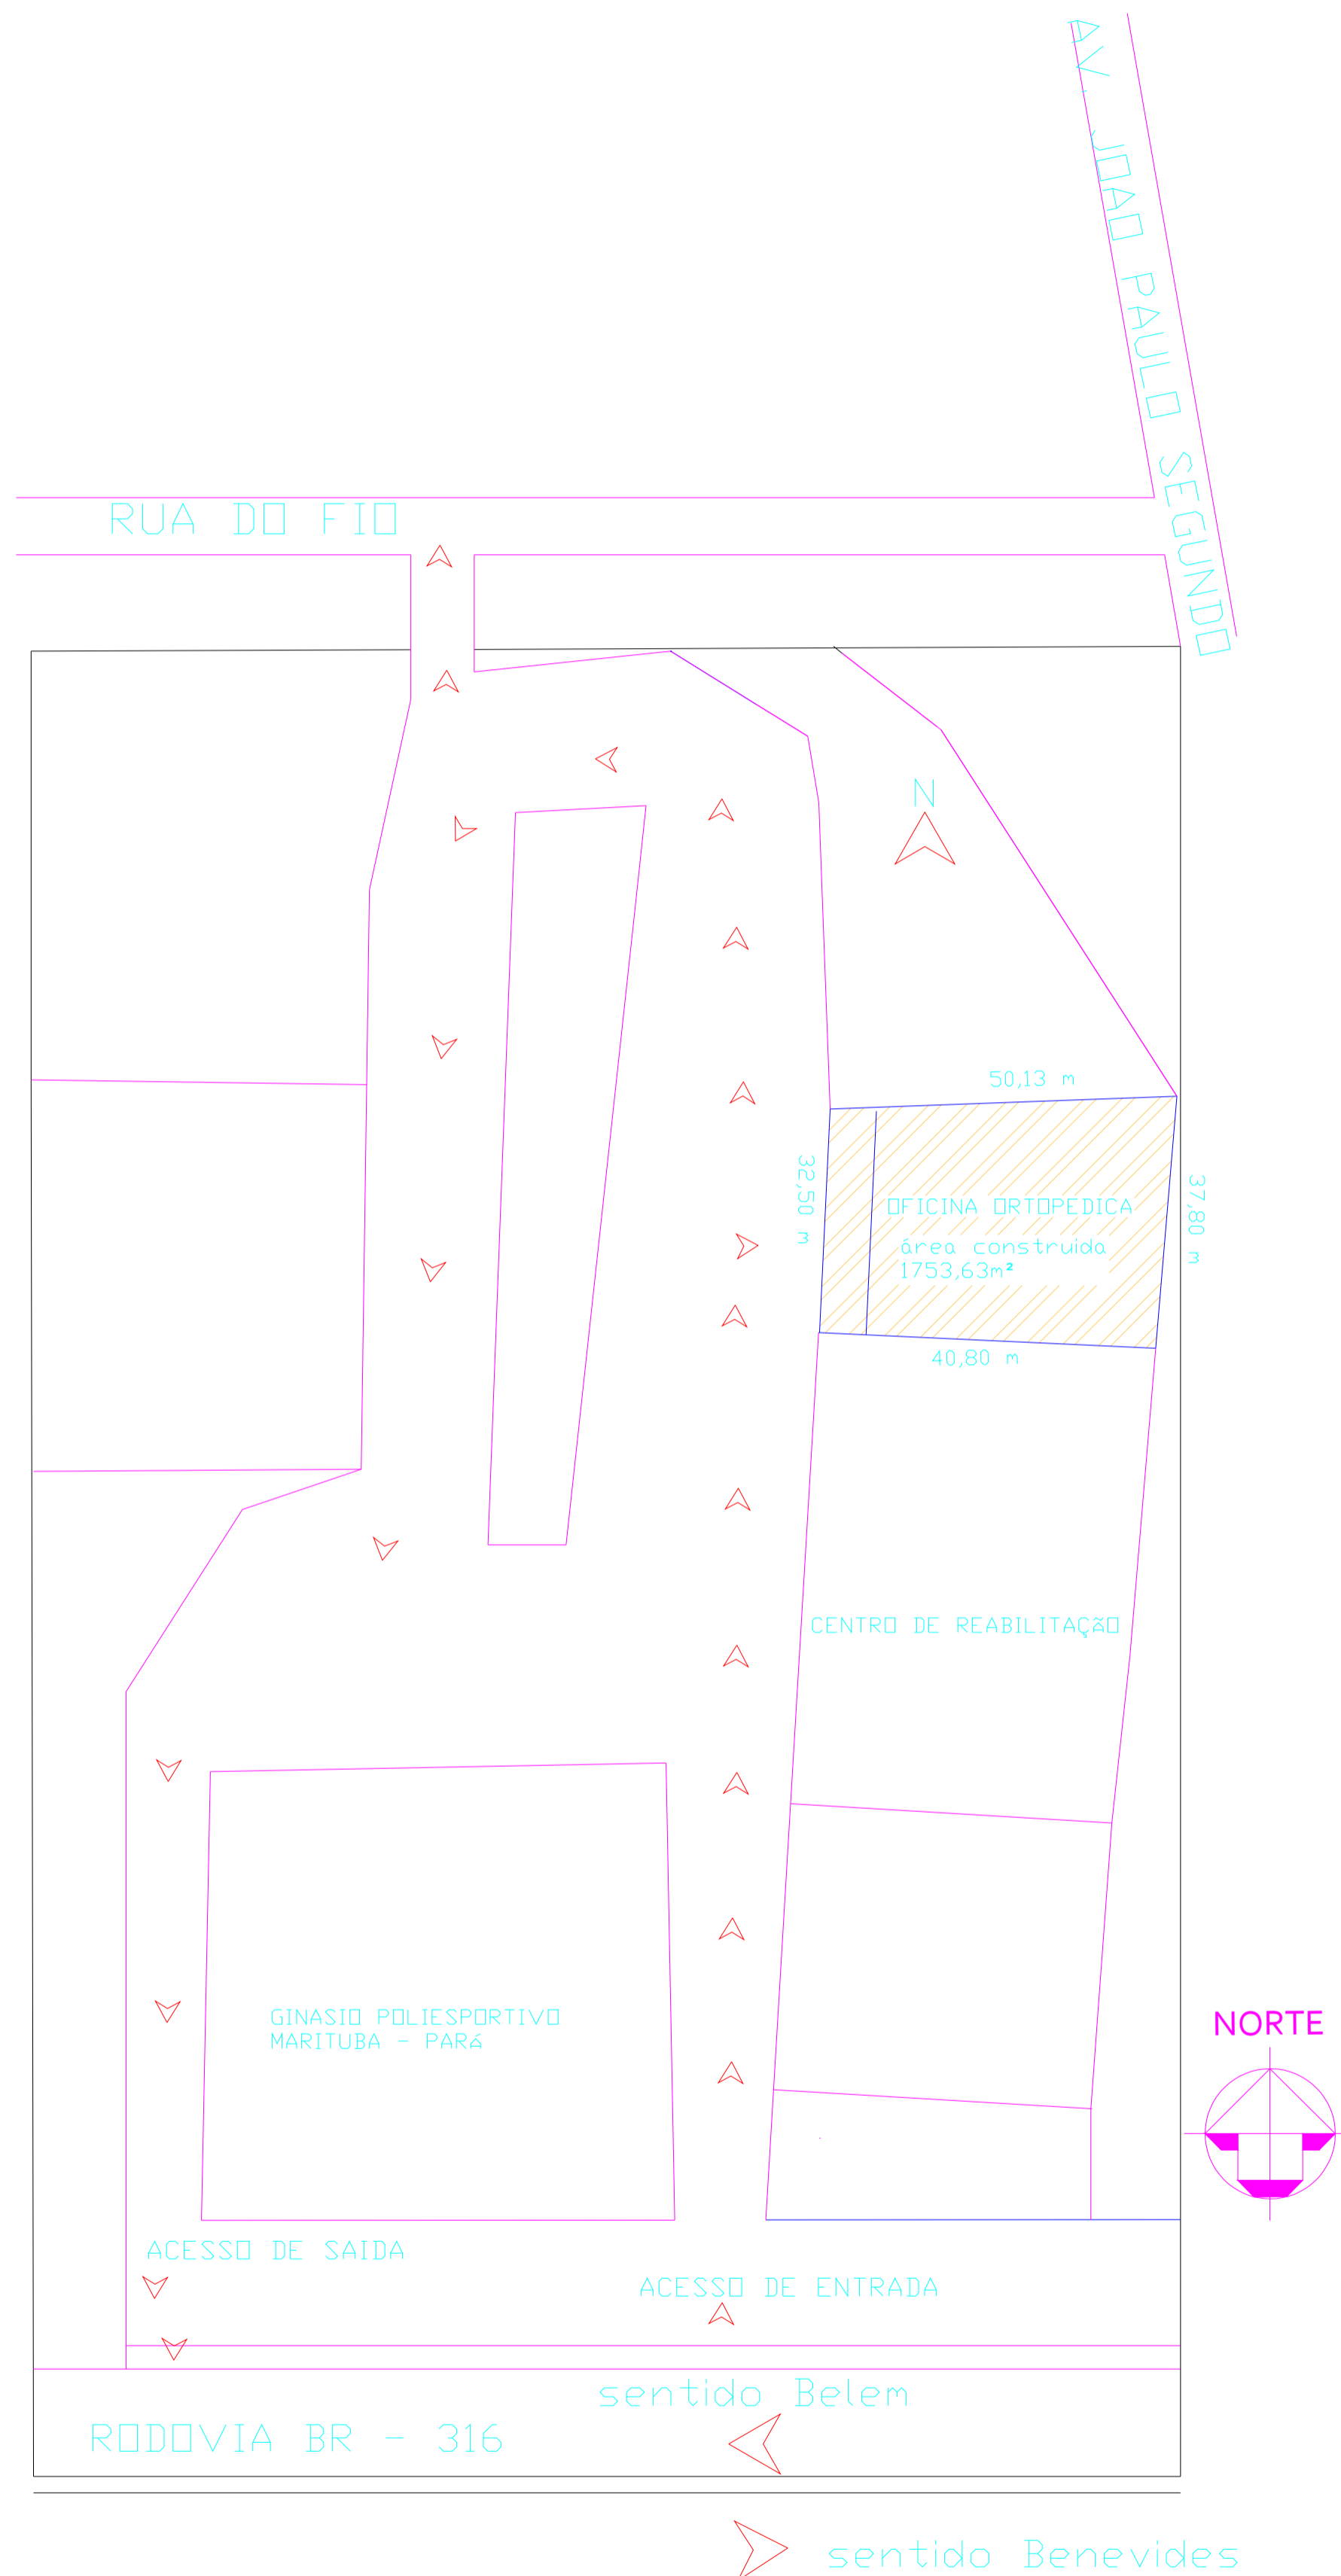 AV. JOAO PAULO SEGUNDO
RUA DO FIO
N
50,13 m
32,50 m
37,80 m
OFICINA ORTOPEDICA
área construida
1753,63m²
40,80 m
CENTRO DE REABILITAÇÃO
GINASIO POLIESPORTIVO
MARITUBA - PARá
NORTE
ACESSO DE SAIDA
ACESSO DE ENTRADA
sentido Belem
RODOVIA BR - 316
sentido Benevides